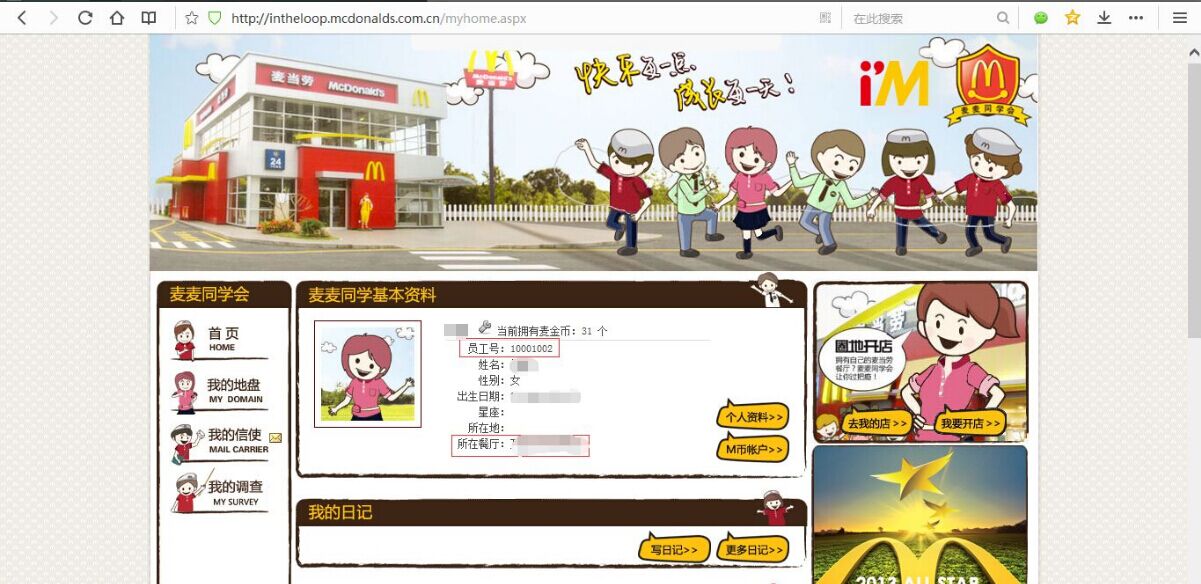 http://intheloop.mcdonalds.com.cn/myhome.aspx
在此搜索
麦当劳 McDonald's
McDonald's
麦当劳
24
快乐多一点
成长多一天！
i'M
麦麦同学会
麦麦同学会
首 页
HOME
我的地盘
MY DOMAIN
我的信使
MAIL CARRIER
我的调查
MY SURVEY
麦麦同学基本资料
当前拥有麦金币: 31 个
员工号: 10001002
姓名:
性别: 女
出生日期:
星座:
所在地:
所在餐厅:
个人资料>>
M币帐户>>
我的日记
写日记>>
更多日记>>
圈地开店
拥有自己的麦当劳
餐厅？麦麦同学会
让你过把瘾！
去我的店 >>
我要开店 >>
2012 ALL STAR